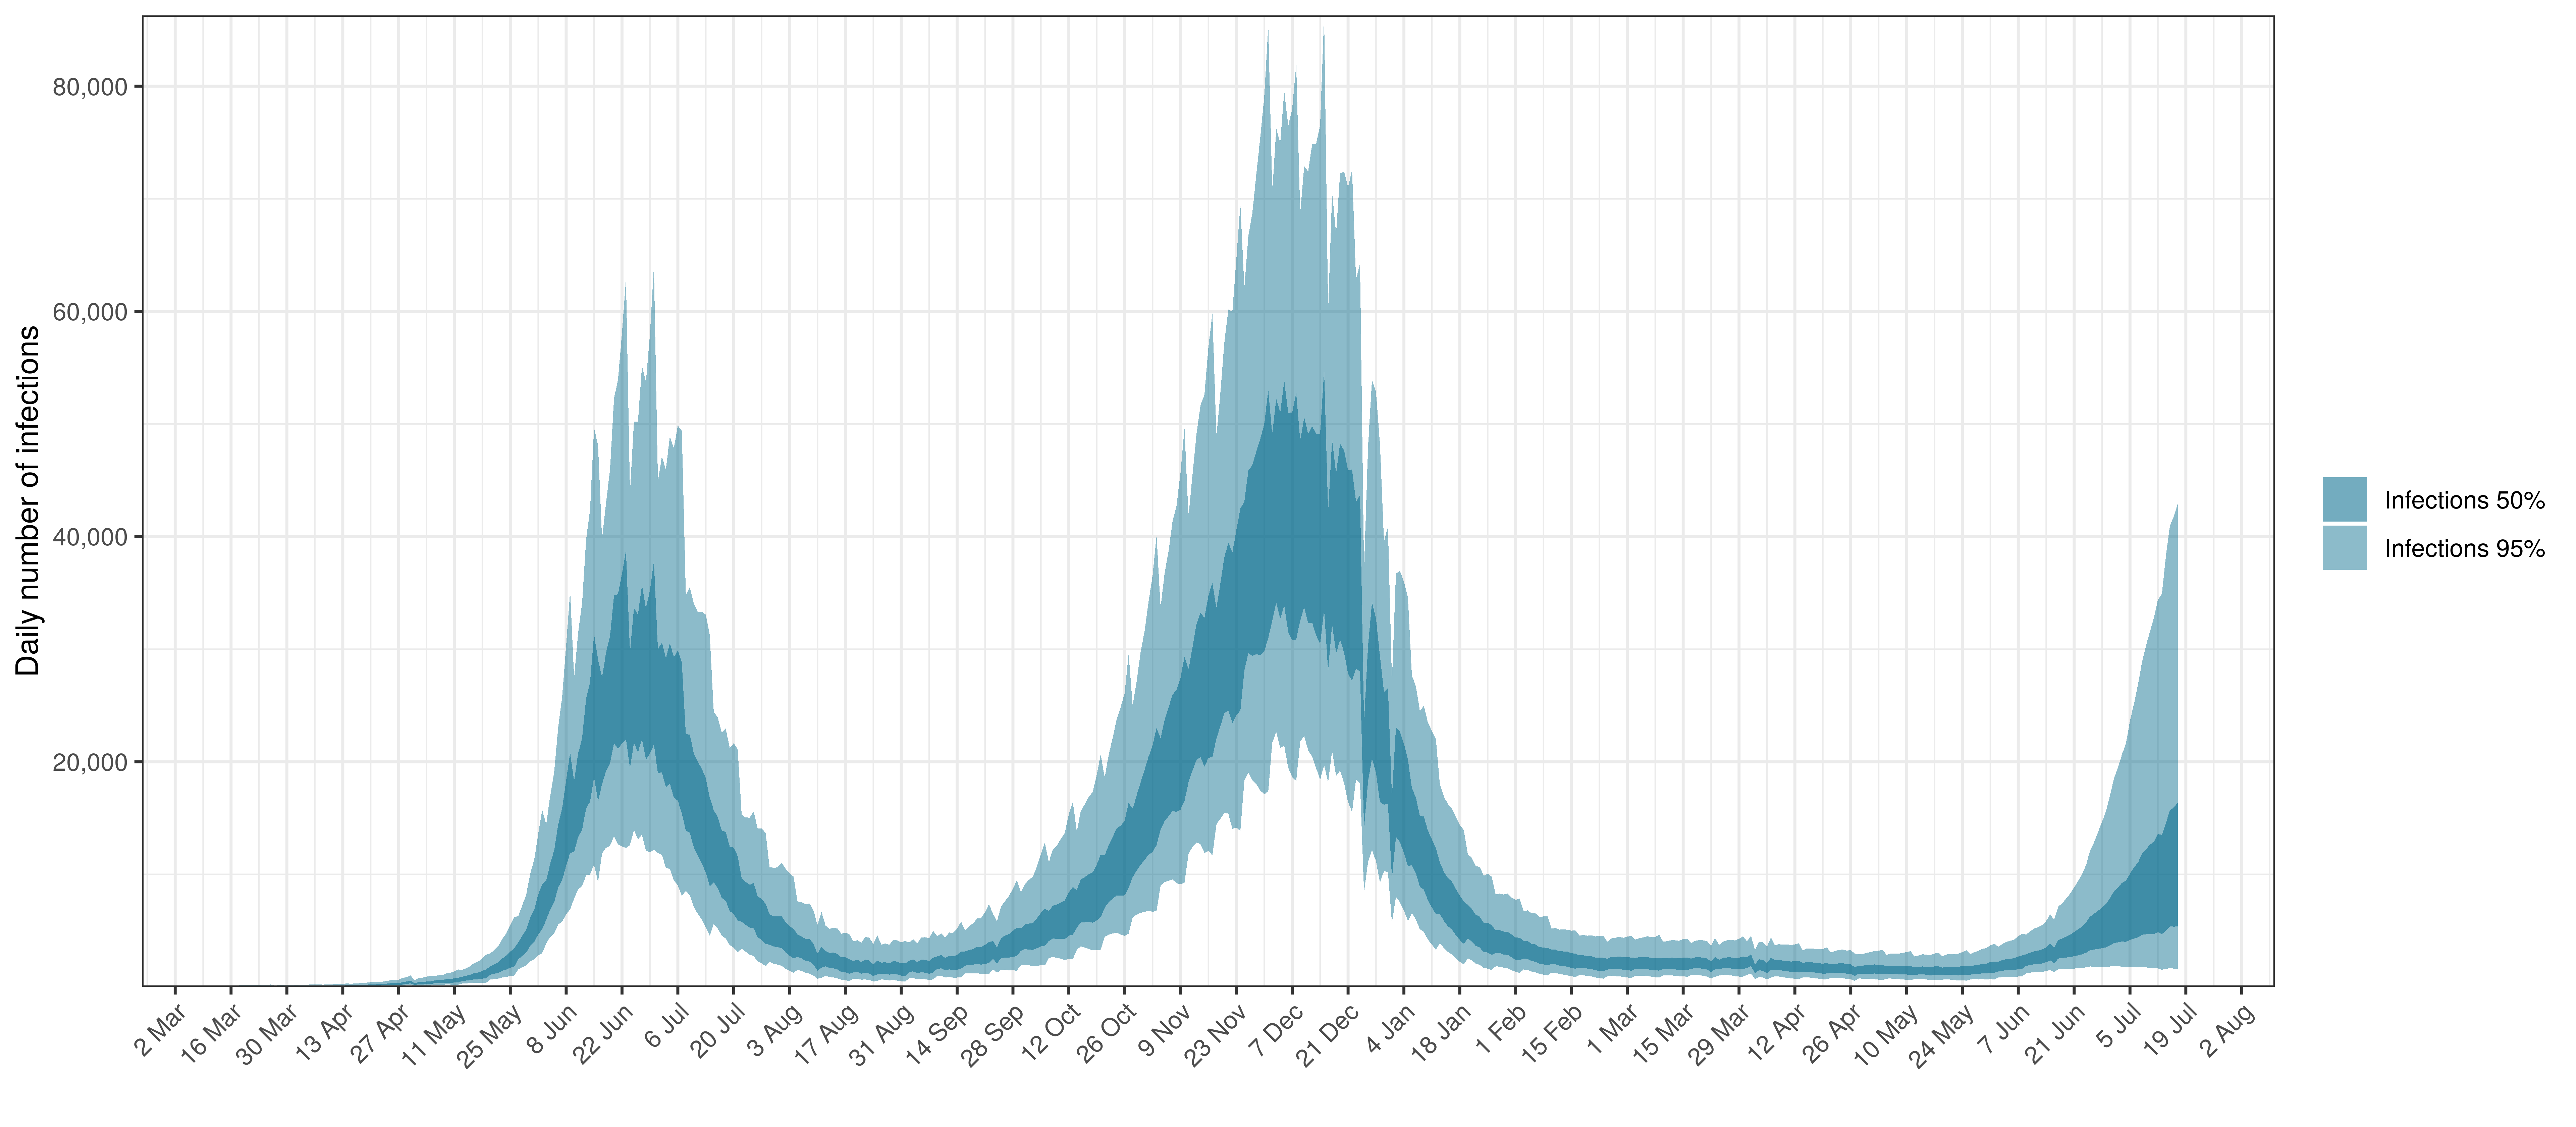 Daily number of infections
80,000
60,000
40,000
20,000
2 Mar
16 Mar
30 Mar
13 Apr
27 Apr
11 May
25 May
8 Jun
22 Jun
6 Jul
20 Jul
3 Aug
17 Aug
31 Aug
14 Sep
28 Sep
12 Oct
26 Oct
9 Nov
23 Nov
7 Dec
21 Dec
4 Jan
18 Jan
1 Feb
15 Feb
1 Mar
15 Mar
29 Mar
12 Apr
26 Apr
10 May
24 May
7 Jun
21 Jun
5 Jul
19 Jul
2 Aug
Infections 50%
Infections 95%